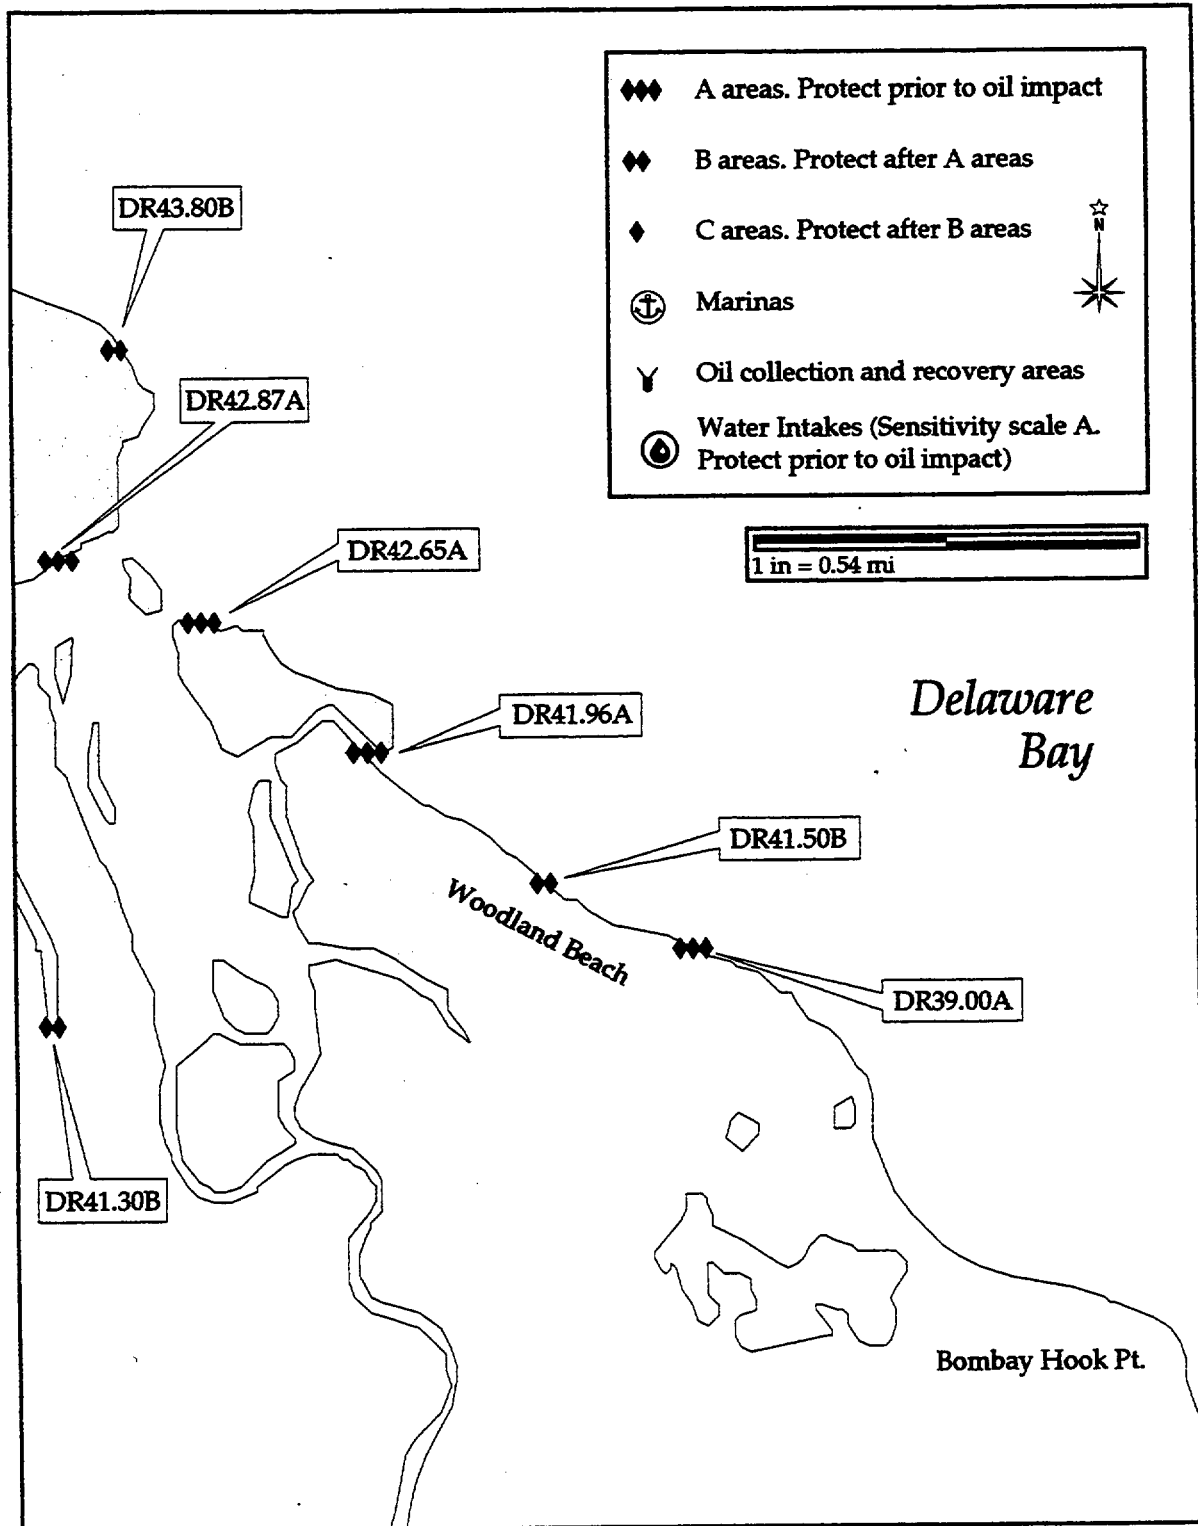 A areas. Protect prior to oil impact
B areas. Protect after A areas
C areas. Protect after B areas
N
Marinas
Oil collection and recovery areas
Water Intakes (Sensitivity scale A.
Protect prior to oil impact)
1 in = 0.54 mi
DR43.80B
DR42.87A
DR42.65A
DR41.96A
Delaware
Bay
DR41.50B
Woodland Beach
DR39.00A
DR41.30B
Bombay Hook Pt.